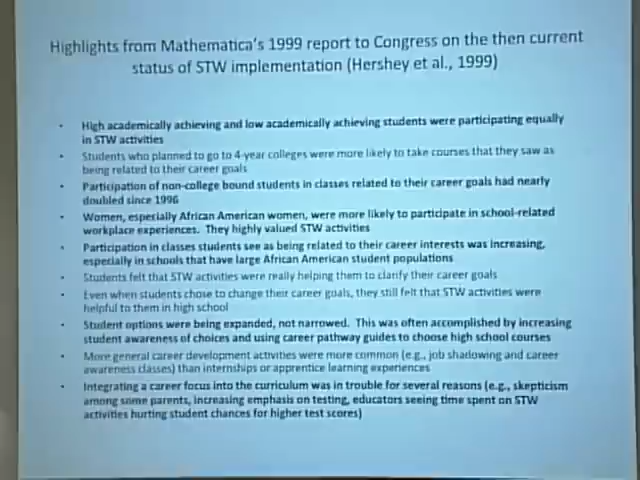 Highlights from Mathematica's 1999 report to Congress on the then current
status of STW implementation (Hershey et al., 1999)
• High academically achieving and low academically achieving students were participating equally
in STW activities
• Students who planned to go to 4-year colleges were more likely to take courses that they saw as
being related to their career goals
• Participation of non-college bound students in classes related to their career goals had nearly
doubled since 1996
• Women, especially African American women, were more likely to participate in school-related
workplace experiences. They highly valued STW activities
• Participation in classes students see as being related to their career interests was increasing,
especially in schools that have large African American student populations
• Students felt that STW activities were really helping them to clarify their career goals
• Even when students chose to change their career goals, they still felt that STW activities were
helpful to them in high school
• Student options were being expanded, not narrowed. This was often accomplished by increasing
student awareness of choices and using career pathway guides to choose high school courses
• More general career development activities were more common (e.g., job shadowing and career
awareness classes) than internships or apprentice learning experiences
• Integrating a career focus into the curriculum was in trouble for several reasons (e.g., skepticism
among some parents, increasing emphasis on testing, educators seeing time spent on STW
activities hurting student chances for higher test scores)